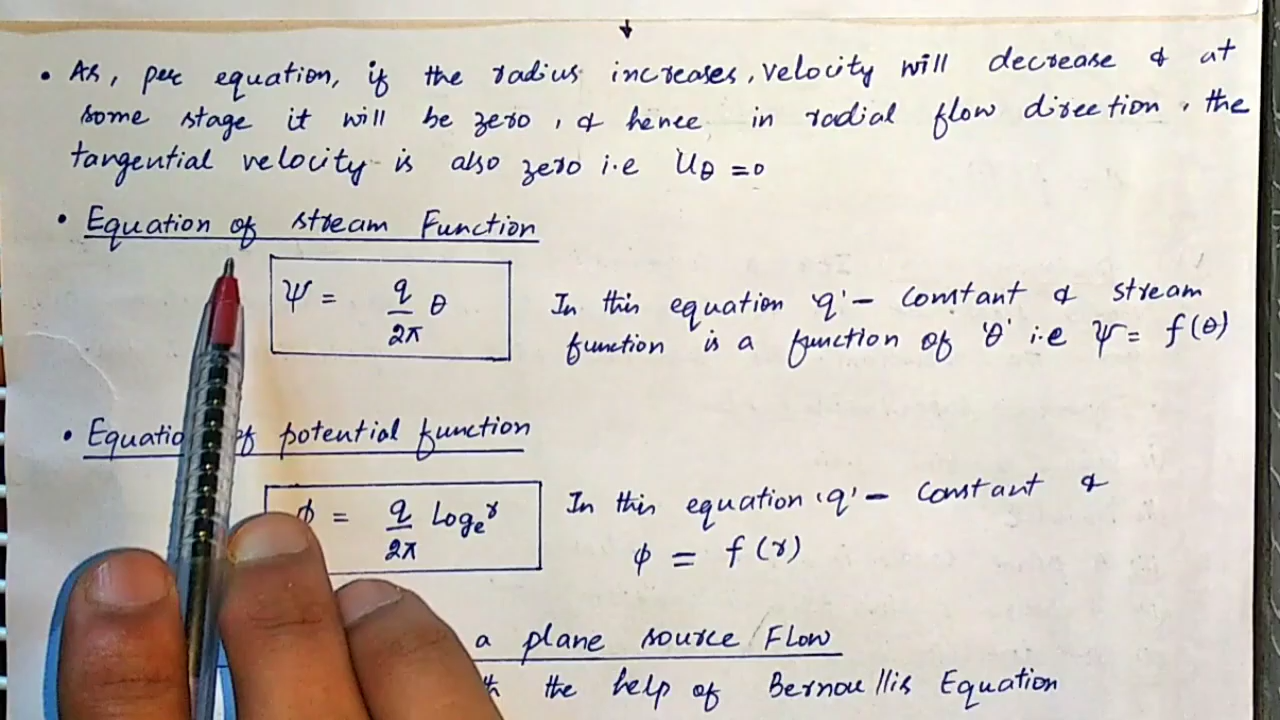 • As, per equation, if the radius increases, velocity will decrease & at
some stage it will be zero, & hence in radial flow direction, the
tangential velocity is also zero i.e Uθ = 0
• Equation of stream Function
Ψ = q/2π θ
In this equation 'q' - constant & stream
function is a function of 'θ' i.e Ψ = f(θ)
• Equation of potential function
ϕ = q/2π Logₑr
In this equation 'q' - constant &
ϕ = f(r)
a plane source Flow
the help of Bernoullis Equation